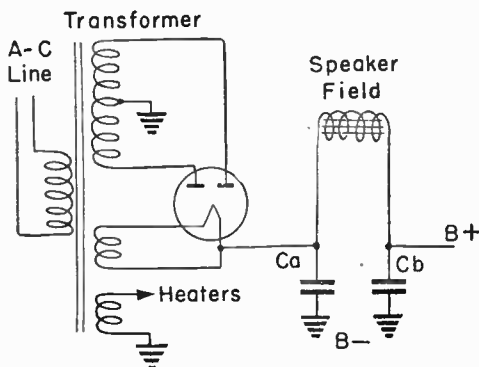 Transformer
A-C
Line
Speaker
Field
B+
Ca
Cb
Heaters
B-